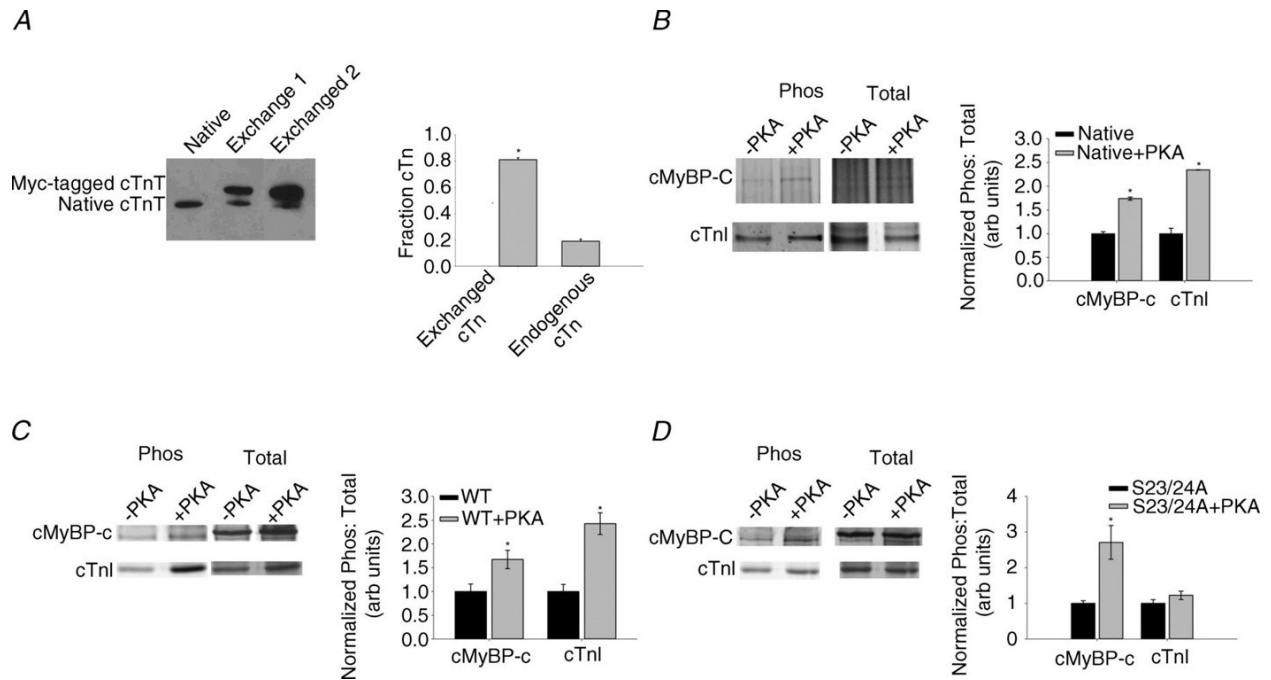 A
Native
Exchange 1
Exchanged 2
Myc-tagged cTnT
Native cTnT
Fraction cTn
1.0
0.8
0.6
0.4
0.2
0.0
*
Exchanged
cTn
Endogenous
cTn
B
Phos
Total
-PKA
+PKA
-PKA
+PKA
cMyBP-C
cTnI
Normalized Phos: Total
(arb units)
3.0
2.5
2.0
1.5
1.0
0.5
0.0
Native
Native+PKA
*
*
cMyBP-c
cTnI
C
Phos
Total
-PKA
+PKA
-PKA
+PKA
cMyBP-c
cTnI
Normalized Phos: Total
(arb units)
3.0
2.5
2.0
1.5
1.0
0.5
0.0
WT
WT+PKA
*
*
cMyBP-c
cTnI
D
Phos
Total
-PKA
+PKA
-PKA
+PKA
cMyBP-C
cTnI
Normalized Phos:Total
(arb units)
4
3
2
1
0
S23/24A
S23/24A+PKA
*
cMyBP-c
cTnI